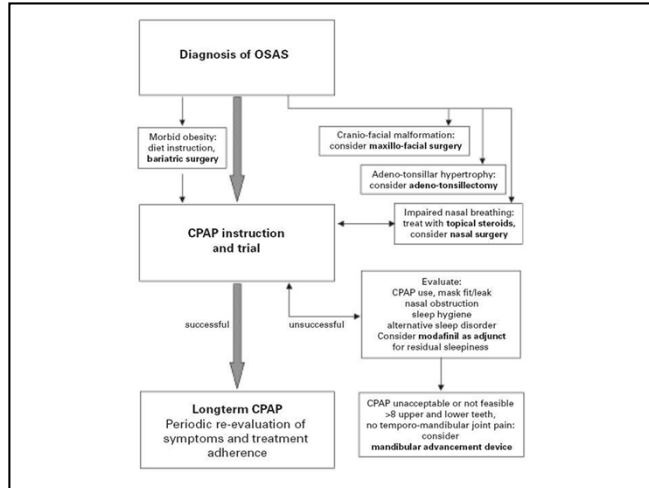 Diagnosis of OSAS
Morbid obesity:
diet instruction,
bariatric surgery
Cranio-facial malformation:
consider maxillo-facial surgery
Adeno-tonsillar hypertrophy:
consider adeno-tonsillectomy
Impaired nasal breathing:
treat with topical steroids,
consider nasal surgery
CPAP instruction
and trial
Evaluate:
CPAP use, mask fit/leak
nasal obstruction
sleep hygiene
alternative sleep disorder
Consider modafinil as adjunct
for residual sleepiness
successful
unsuccessful
Longterm CPAP
Periodic re-evaluation of
symptoms and treatment
adherence
CPAP unacceptable or not feasible
>8 upper and lower teeth,
no temporo-mandibular joint pain:
consider
mandibular advancement device